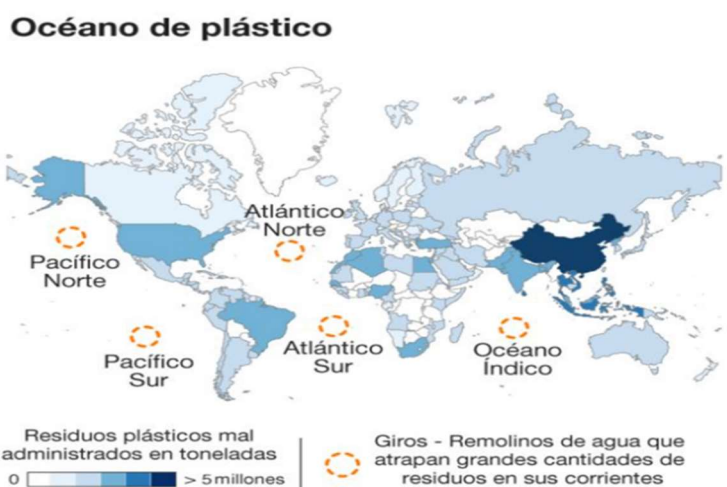 Océano de plástico
Atlántico
Norte
Pacífico
Norte
Pacífico
Sur
Atlántico
Sur
Océano
Índico
Residuos plásticos mal
administrados en toneladas
0 > 5 millones
Giros - Remolinos de agua que
atrapan grandes cantidades de
residuos en sus corrientes